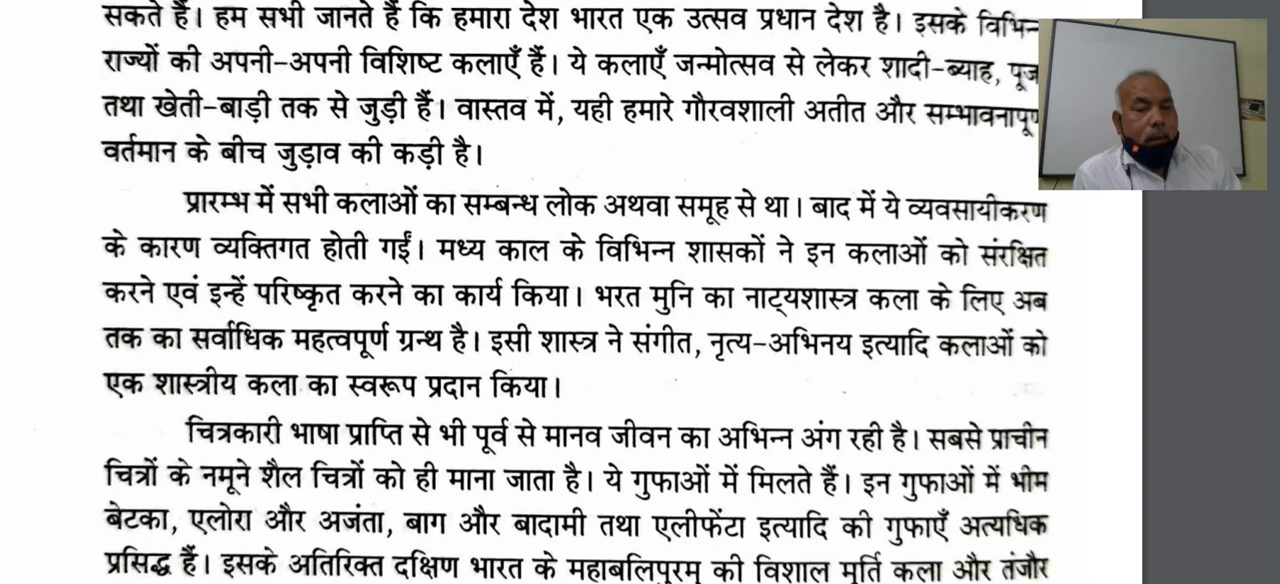 सकते हैं। हम सभी जानते हैं कि हमारा देश भारत एक उत्सव प्रधान देश है। इसके विभिन्
राज्यों की अपनी-अपनी विशिष्ट कलाएँ हैं। ये कलाएँ जन्मोत्सव से लेकर शादी-ब्याह, पूज
तथा खेती-बाड़ी तक से जुड़ी हैं। वास्तव में, यही हमारे गौरवशाली अतीत और सम्भावनापूर्ण
वर्तमान के बीच जुड़ाव की कड़ी है।
प्रारम्भ में सभी कलाओं का सम्बन्ध लोक अथवा समूह से था। बाद में ये व्यवसायीकरण
के कारण व्यक्तिगत होती गईं। मध्य काल के विभिन्न शासकों ने इन कलाओं को संरक्षित
करने एवं इन्हें परिष्कृत करने का कार्य किया। भरत मुनि का नाट्यशास्त्र कला के लिए अब
तक का सर्वाधिक महत्वपूर्ण ग्रन्थ है। इसी शास्त्र ने संगीत, नृत्य-अभिनय इत्यादि कलाओं को
एक शास्त्रीय कला का स्वरूप प्रदान किया।
चित्रकारी भाषा प्राप्ति से भी पूर्व से मानव जीवन का अभिन्न अंग रही है। सबसे प्राचीन
चित्रों के नमूने शैल चित्रों को ही माना जाता है। ये गुफाओं में मिलते हैं। इन गुफाओं में भीम
बेटका, एलोरा और अजंता, बाग और बादामी तथा एलीफेंटा इत्यादि की गुफाएँ अत्यधिक
प्रसिद्ध हैं। इसके अतिरिक्त दक्षिण भारत के महाबलिपुरम् की विशाल मूर्ति कला और तंजौर